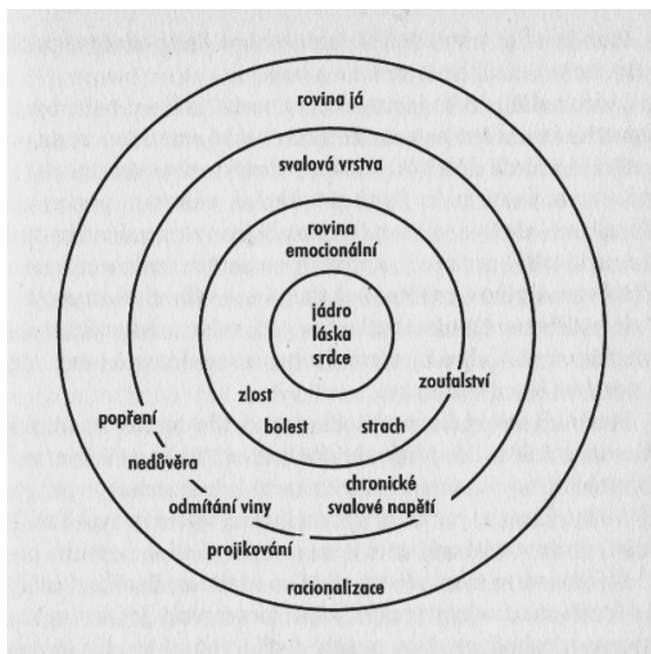 rovina já
svalová vrstva
rovina
emocionální
jádro
láska
srdce
zoufalství
zlost
bolest
strach
popření
nedůvěra
chronické
svalové napětí
odmítání viny
projikování
racionalizace